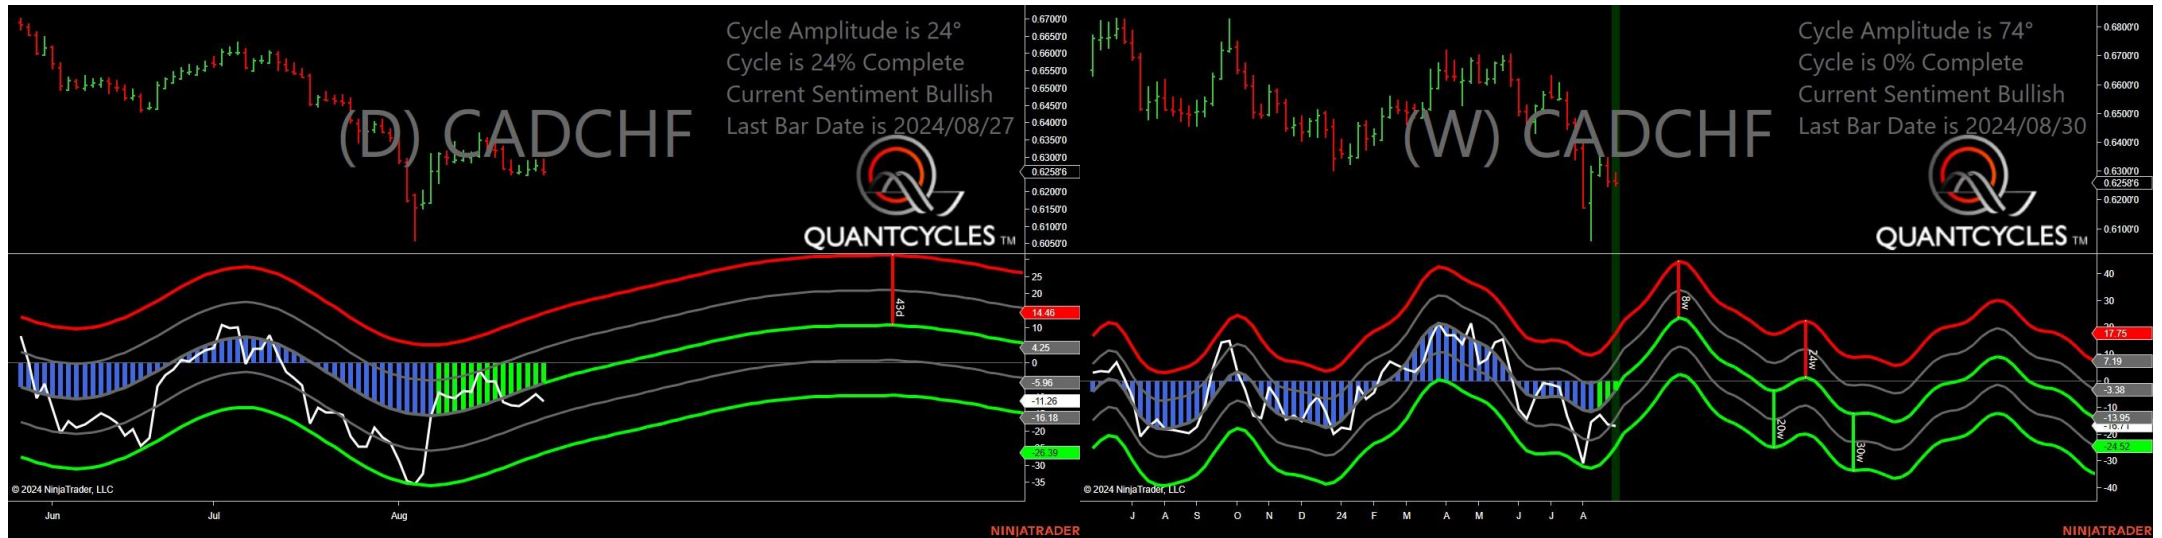 Cycle Amplitude is 24°
Cycle is 24% Complete
Current Sentiment Bullish
Last Bar Date is 2024/08/27
(D) CADCHF
QUANTCYCLES TM
0.6700'0
0.6650'0
0.6600'0
0.6550'0
0.6500'0
0.6450'0
0.6400'0
0.6350'0
0.6300'0
0.6258'6
0.6200'0
0.6150'0
0.6100'0
0.6050'0
43d
25
20
14.46
10
4.25
0
-5.96
-11.26
-16.18
-20
-26.39
-30
-35
© 2024 NinjaTrader, LLC
Jun
Jul
Aug
NINJATRADER
Cycle Amplitude is 74°
Cycle is 0% Complete
Current Sentiment Bullish
Last Bar Date is 2024/08/30
(W) CADCHF
QUANTCYCLES TM
0.6800'0
0.6700'0
0.6600'0
0.6500'0
0.6400'0
0.6300'0
0.6258'6
0.6200'0
0.6100'0
8w
24w
20w
30w
40
30
17.75
10
7.19
0
-3.38
-10
-13.95
-16.71
-20
-24.52
-30
-40
© 2024 NinjaTrader, LLC
J
A
S
O
N
D
24
F
M
A
M
J
J
A
NINJATRADER